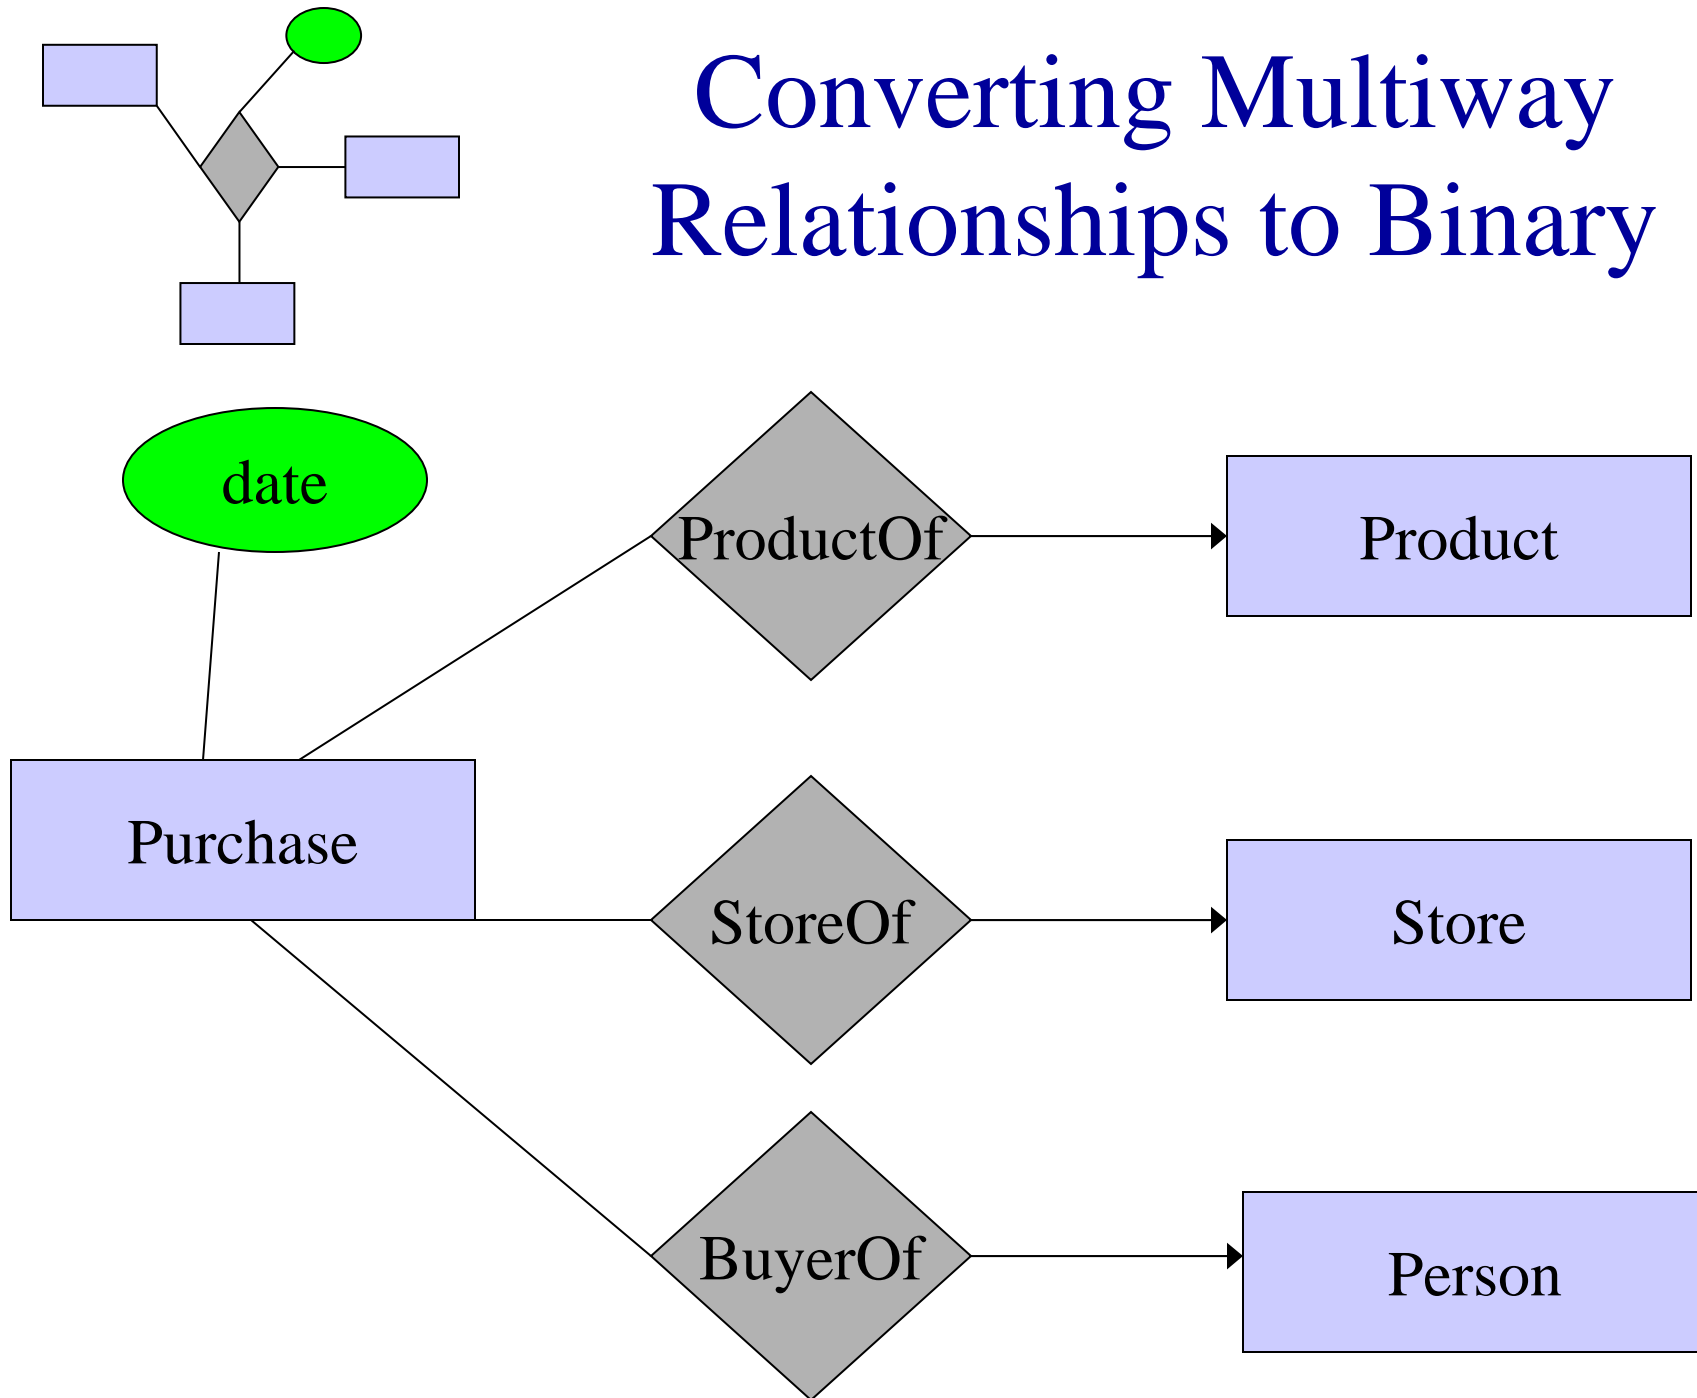 Converting Multiway
Relationships to Binary
date
ProductOf
Product
Purchase
StoreOf
Store
BuyerOf
Person